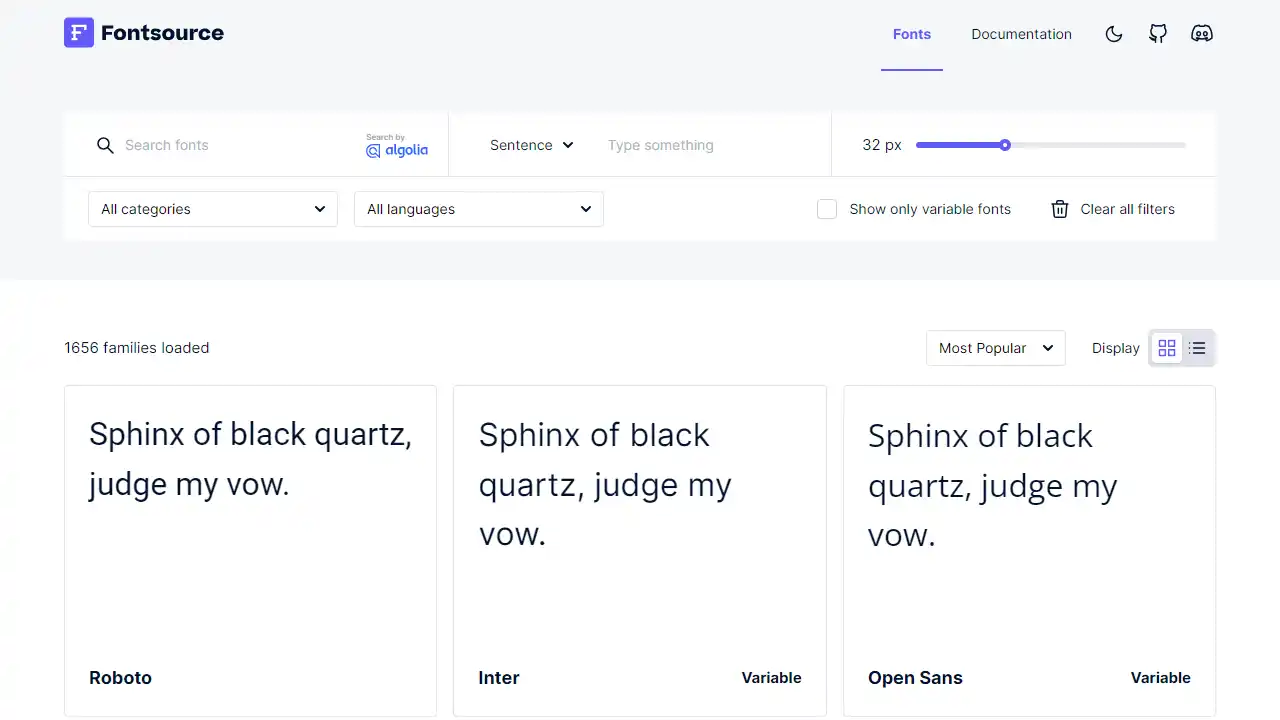 Fontsource
Fonts
Documentation
Search fonts
Search by
algolia
Sentence
Type something
32 px
All categories
All languages
Show only variable fonts
Clear all filters
1656 families loaded
Most Popular
Display
Sphinx of black quartz,
judge my vow.
Roboto
Sphinx of black
quartz, judge my
vow.
Inter
Variable
Sphinx of black
quartz, judge my
vow.
Open Sans
Variable